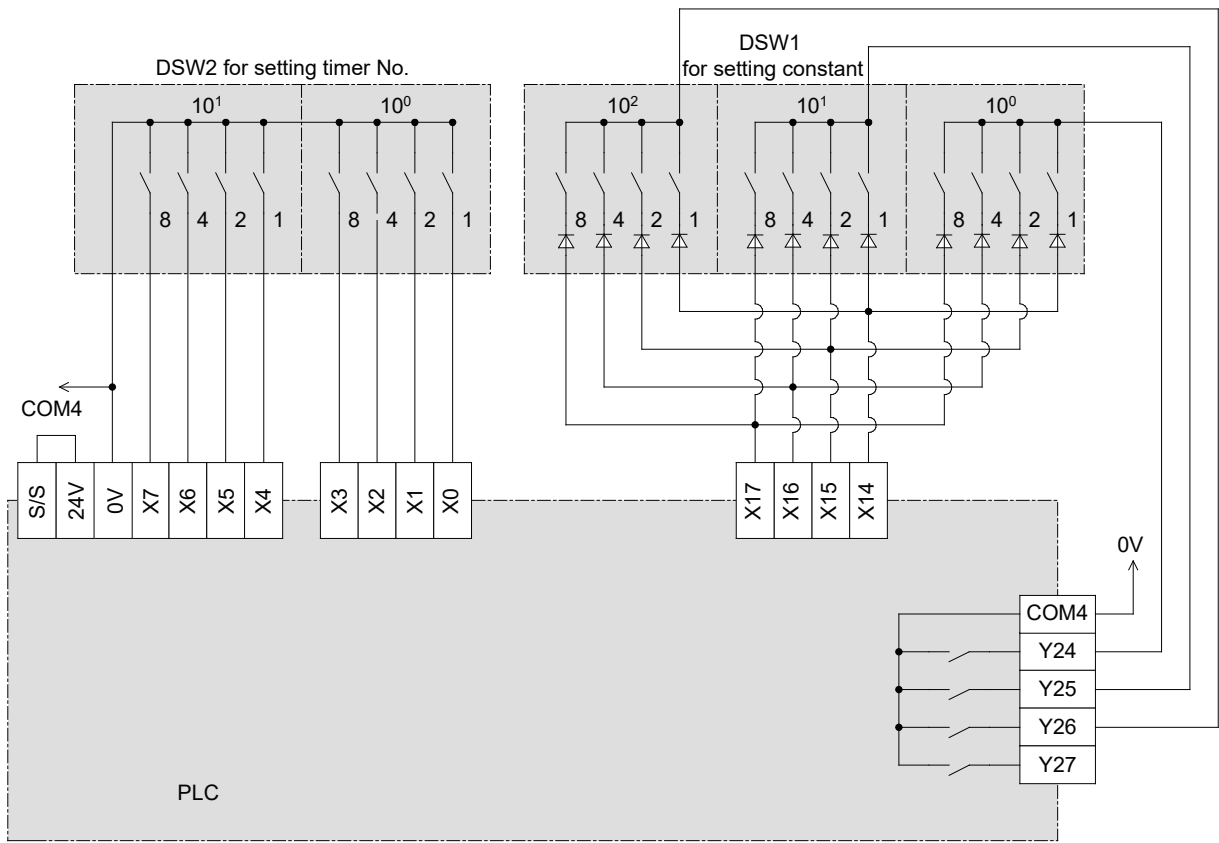 DSW1
for setting constant
DSW2 for setting timer No.
10¹ 10⁰
10² 10¹ 10⁰
8 4 2 1 8 4 2 1
8 4 2 1 8 4 2 1 8 4 2 1
COM4
S/S 24V 0V X7 X6 X5 X4 X3 X2 X1 X0 X17 X16 X15 X14
0V
COM4
Y24
Y25
Y26
Y27
PLC